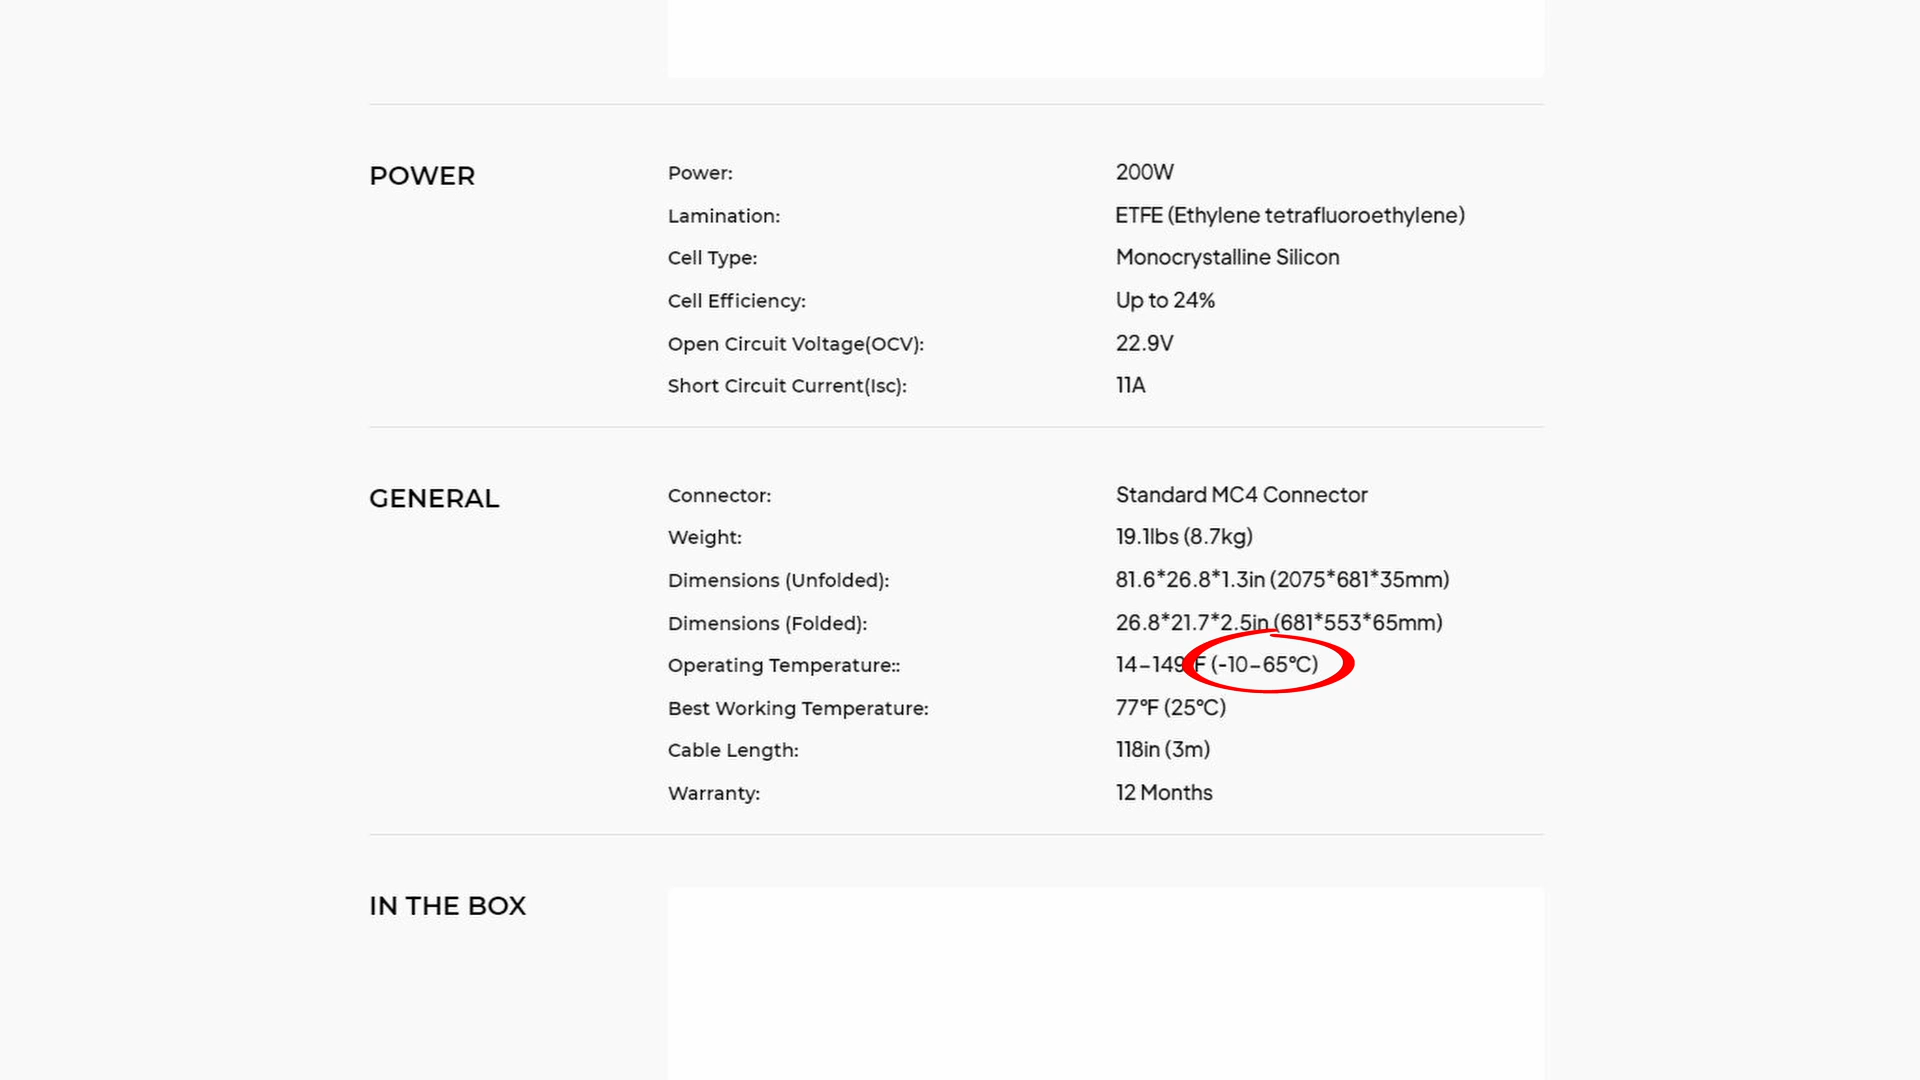 POWER
Power: 200W
Lamination: ETFE (Ethylene tetrafluoroethylene)
Cell Type: Monocrystalline Silicon
Cell Efficiency: Up to 24%
Open Circuit Voltage(OCV): 22.9V
Short Circuit Current(Isc): 11A
GENERAL
Connector: Standard MC4 Connector
Weight: 19.1lbs (8.7kg)
Dimensions (Unfolded): 81.6*26.8*1.3in (2075*681*35mm)
Dimensions (Folded): 26.8*21.7*2.5in (681*553*65mm)
Operating Temperature:: 14–149°F (-10–65°C)
Best Working Temperature: 77°F (25°C)
Cable Length: 118in (3m)
Warranty: 12 Months
IN THE BOX